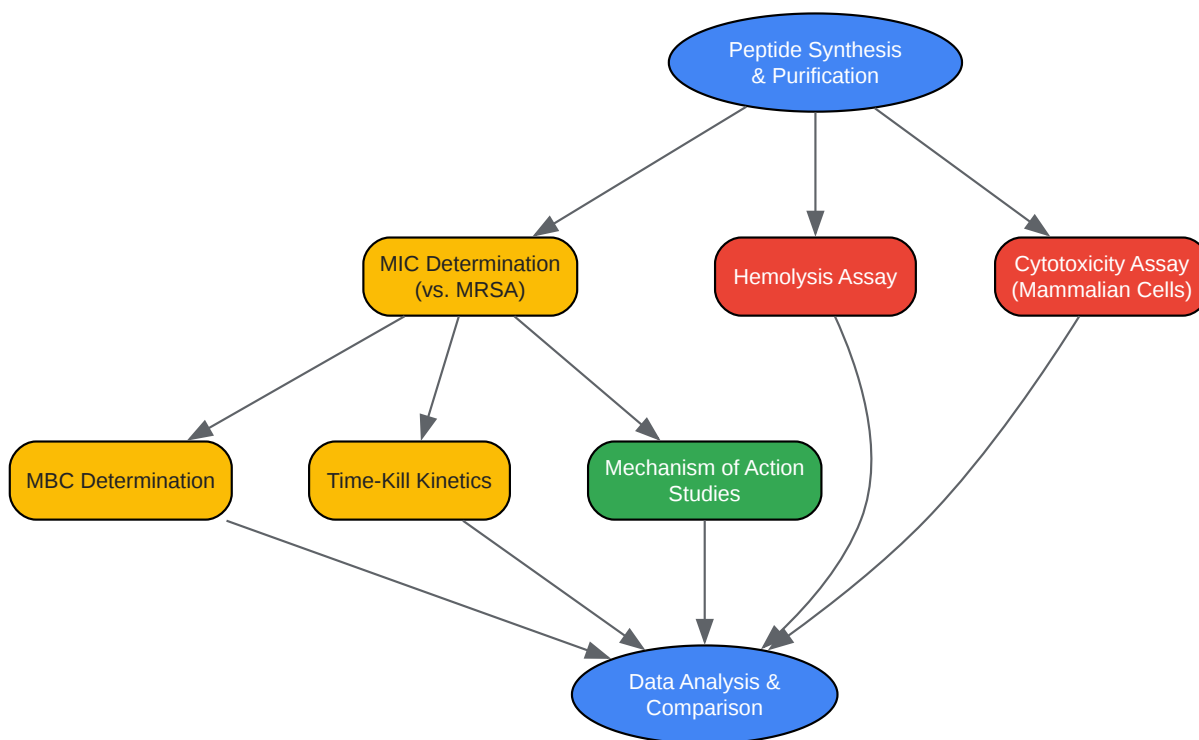 Peptide Synthesis
& Purification
MIC Determination
(vs. MRSA)
Hemolysis Assay
Cytotoxicity Assay
(Mammalian Cells)
MBC Determination
Time-Kill Kinetics
Mechanism of Action
Studies
Data Analysis &
Comparison